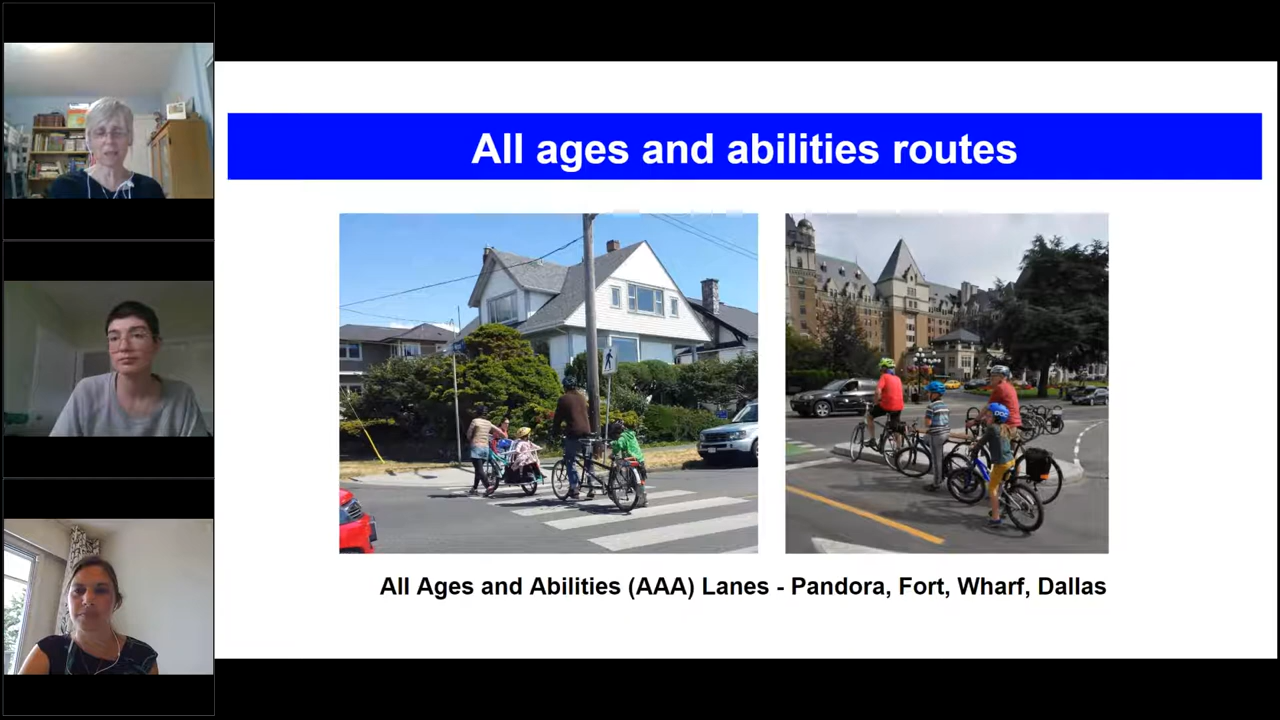 All ages and abilities routes
All Ages and Abilities (AAA) Lanes - Pandora, Fort, Wharf, Dallas